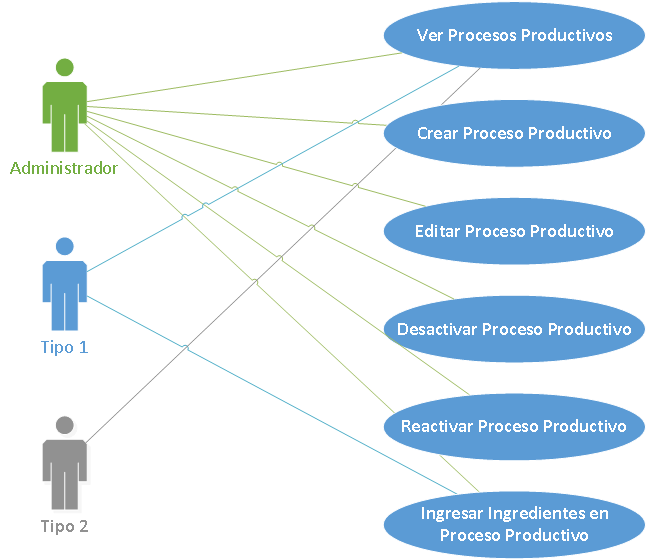 Ver Procesos Productivos
Crear Proceso Productivo
Administrador
Editar Proceso Productivo
Desactivar Proceso Productivo
Tipo 1
Reactivar Proceso Productivo
Tipo 2
Ingresar Ingredientes en
Proceso Productivo